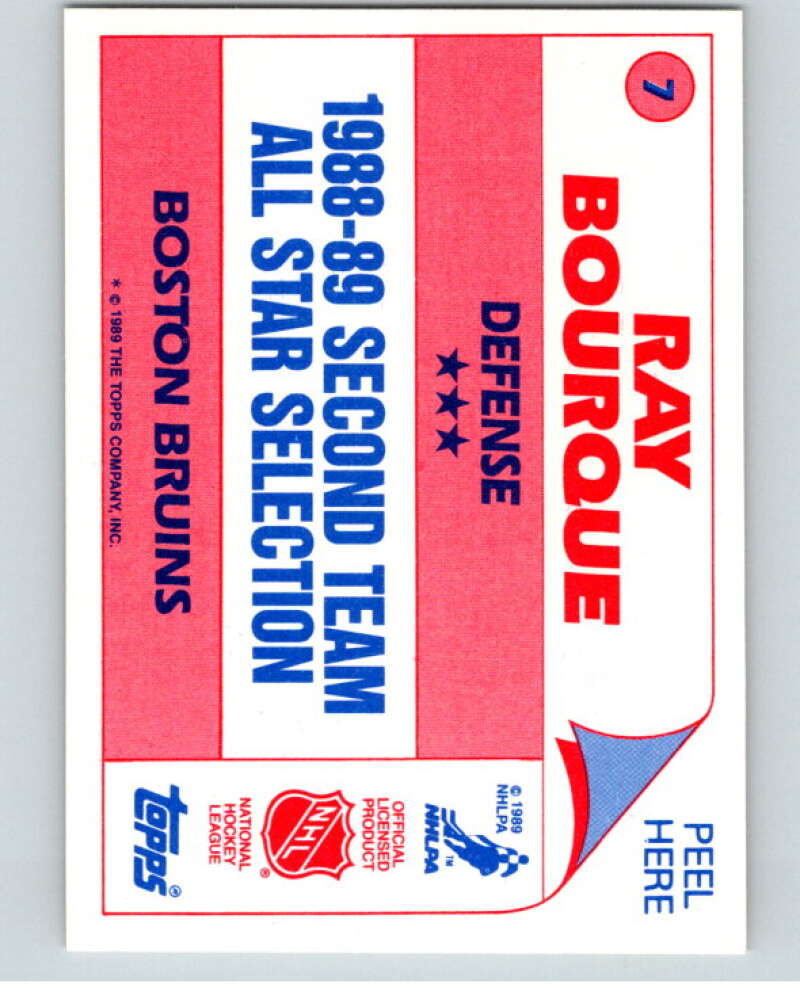 7
RAY
BOURQUE
DEFENSE
★★★
1988-89 SECOND TEAM
ALL STAR SELECTION
BOSTON BRUINS
* © 1989 THE TOPPS COMPANY, INC.
PEEL
HERE
© 1989
NHLPA
NHLPA™
OFFICIAL
LICENSED
PRODUCT
NHL®
NATIONAL
HOCKEY
LEAGUE
topps®